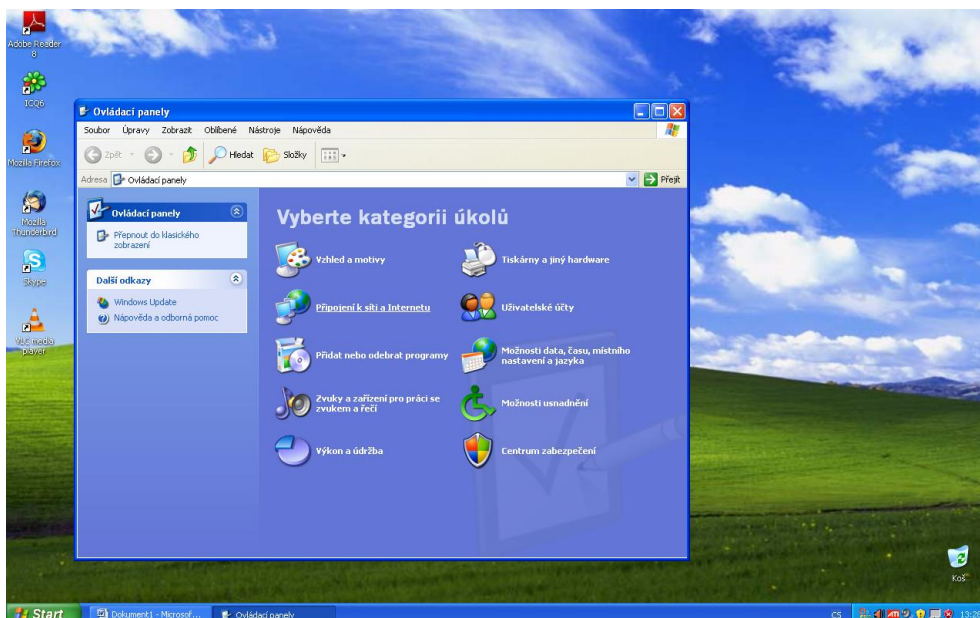 Adobe Reader
8
ICQ6
Mozilla Firefox
Mozilla
Thunderbird
Skype
VLC media
player
Ovládací panely
Soubor Úpravy Zobrazit Oblíbené Nástroje Nápověda
Zpět Hledat Složky
Adresa Ovládací panely Přejít
Ovládací panely
Přepnout do klasického
zobrazení
Další odkazy
Windows Update
Nápověda a odborná pomoc
Vyberte kategorii úkolů
Vzhled a motivy
Tiskárny a jiný hardware
Připojení k síti a Internetu
Uživatelské účty
Přidat nebo odebrat programy
Možnosti data, času, místního
nastavení a jazyka
Zvuky a zařízení pro práci se
zvukem a řečí
Možnosti usnadnění
Výkon a údržba
Centrum zabezpečení
Koš
Start Dokument1 - Microsof... Ovládací panely CS 13:28